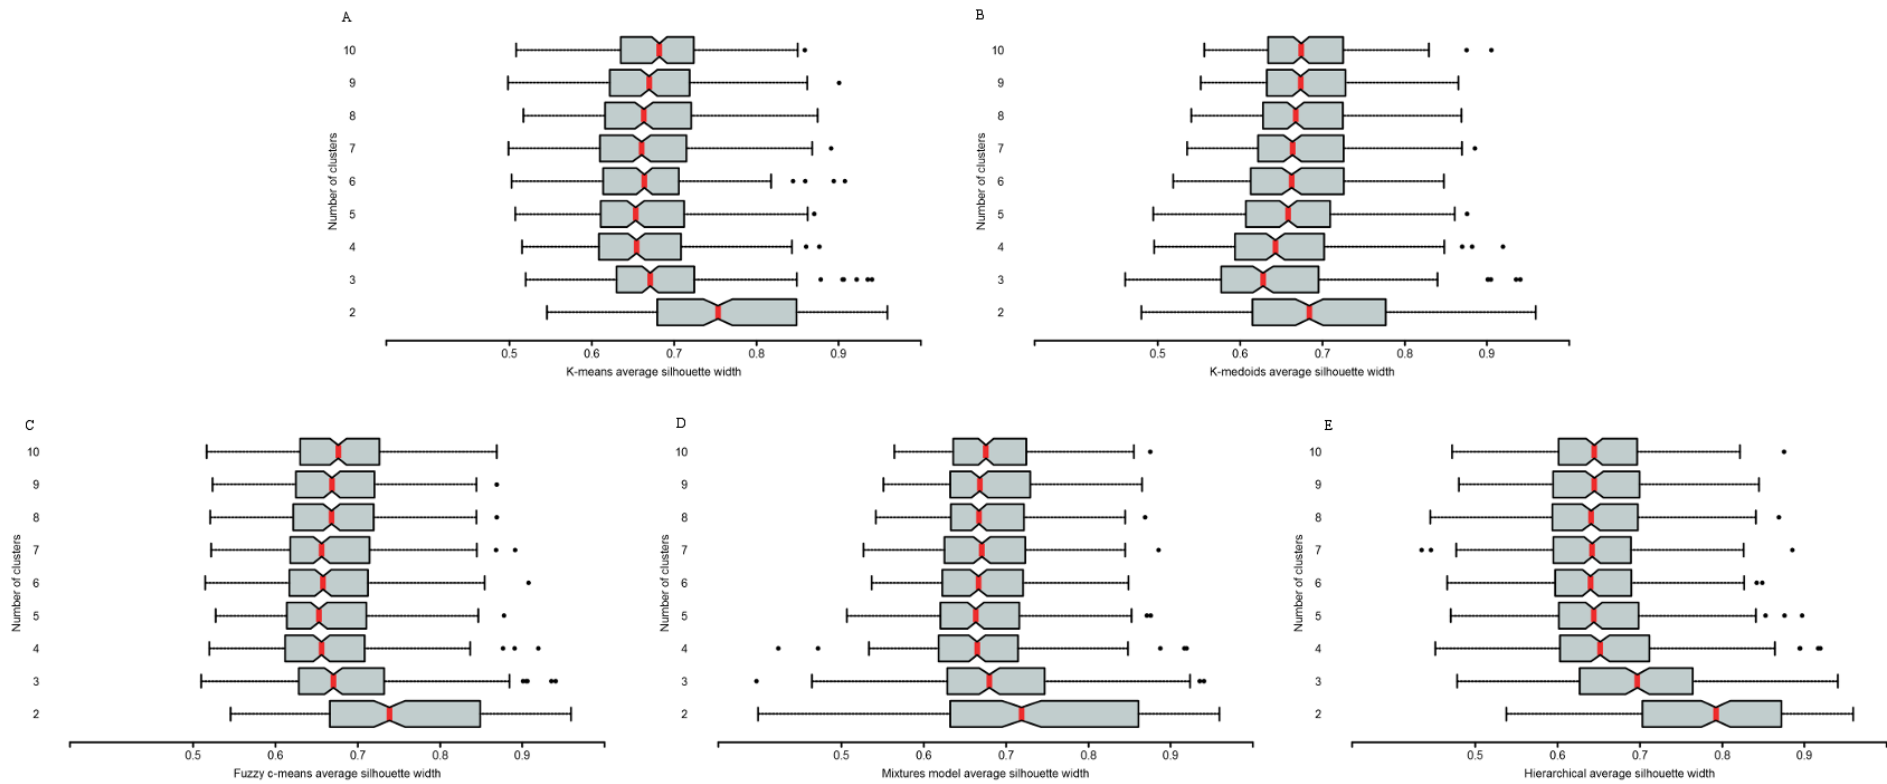 A
Number of clusters
10
9
8
7
6
5
4
3
2
0.5 0.6 0.7 0.8 0.9
K-means average silhouette width
B
Number of clusters
10
9
8
7
6
5
4
3
2
0.5 0.6 0.7 0.8 0.9
K-medoids average silhouette width
C
Number of clusters
10
9
8
7
6
5
4
3
2
0.5 0.6 0.7 0.8 0.9
Fuzzy c-means average silhouette width
D
Number of clusters
10
9
8
7
6
5
4
3
2
0.5 0.6 0.7 0.8 0.9
Mixtures model average silhouette width
E
Number of clusters
10
9
8
7
6
5
4
3
2
0.5 0.6 0.7 0.8 0.9
Hierarchical average silhouette width